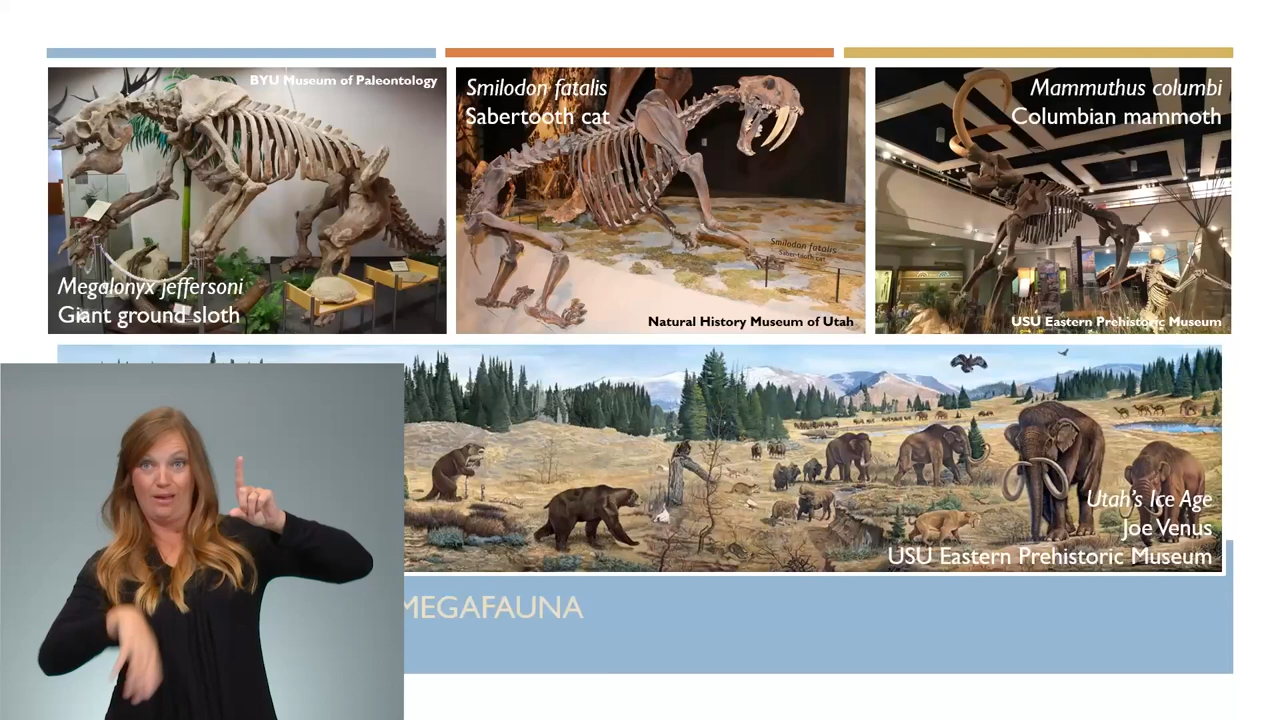 BYU Museum of Paleontology
Megalonyx jeffersoni
Giant ground sloth
Smilodon fatalis
Sabertooth cat
Smilodon fatalis
Saber-tooth cat
Natural History Museum of Utah
Mammuthus columbi
Columbian mammoth
USU Eastern Prehistoric Museum
Utah's Ice Age
Joe Venus
USU Eastern Prehistoric Museum
MEGAFAUNA